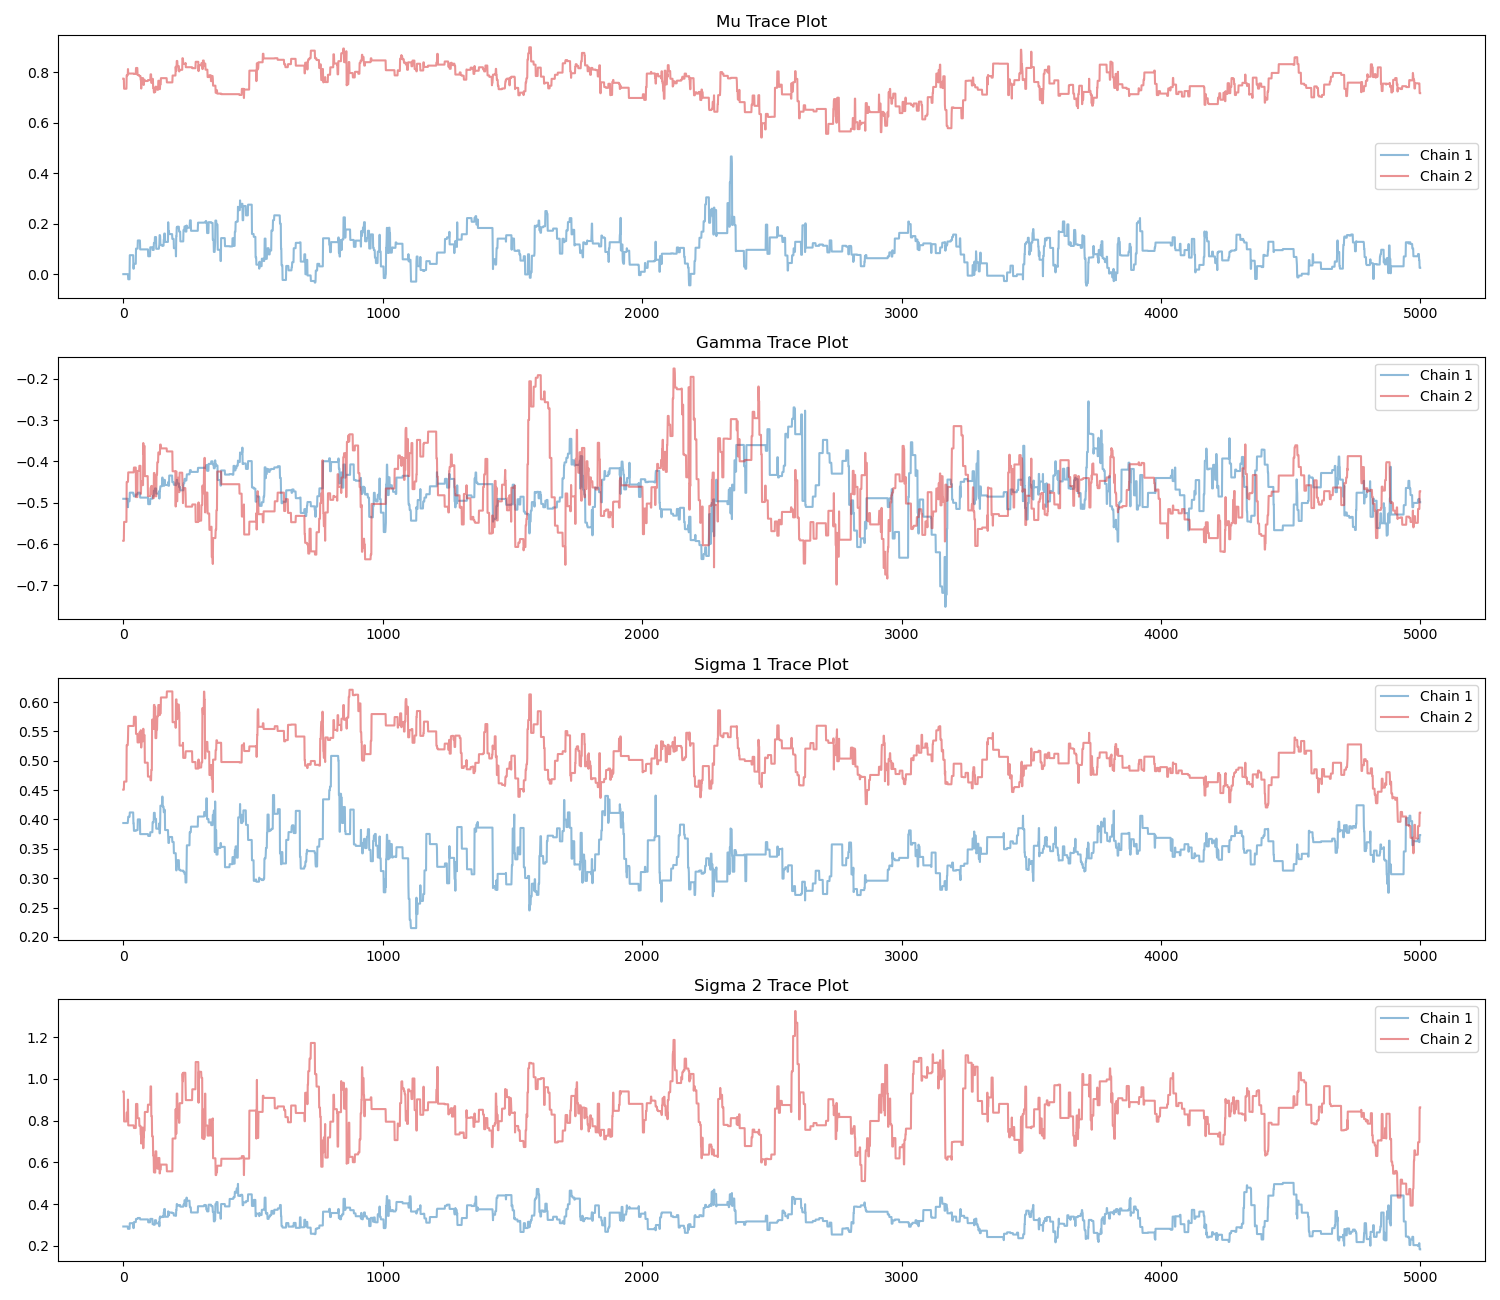 Mu Trace Plot
0.8
0.6
0.4
0.2
0.0
Chain 1
Chain 2
0 1000 2000 3000 4000 5000
Gamma Trace Plot
−0.2
−0.3
−0.4
−0.5
−0.6
−0.7
Chain 1
Chain 2
0 1000 2000 3000 4000 5000
Sigma 1 Trace Plot
0.60
0.55
0.50
0.45
0.40
0.35
0.30
0.25
0.20
Chain 1
Chain 2
0 1000 2000 3000 4000 5000
Sigma 2 Trace Plot
1.2
1.0
0.8
0.6
0.4
0.2
Chain 1
Chain 2
0 1000 2000 3000 4000 5000